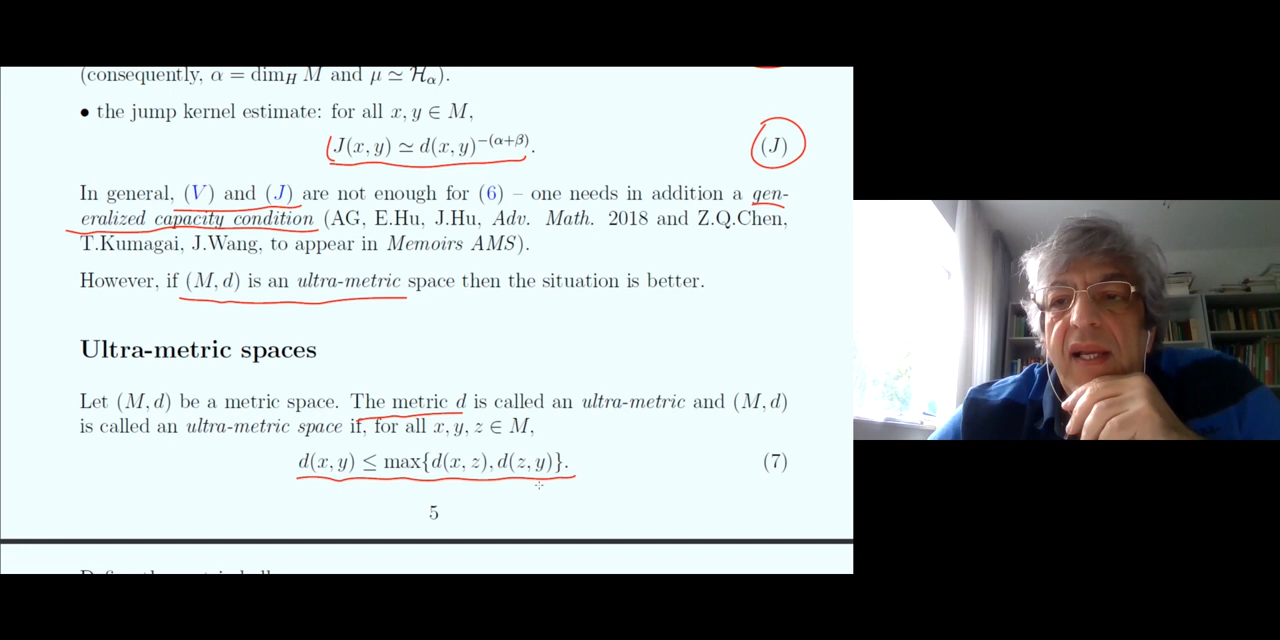 (consequently, α = dim_H M and μ ≃ ℋ_α).
• the jump kernel estimate: for all x, y ∈ M,
J(x, y) ≃ d(x, y)^{−(α+β)}. (J)
In general, (V) and (J) are not enough for (6) – one needs in addition a gen-
eralized capacity condition (AG, E.Hu, J.Hu, Adv. Math. 2018 and Z.Q.Chen,
T.Kumagai, J.Wang, to appear in Memoirs AMS).
However, if (M, d) is an ultra-metric space then the situation is better.
Ultra-metric spaces
Let (M, d) be a metric space. The metric d is called an ultra-metric and (M, d)
is called an ultra-metric space if, for all x, y, z ∈ M,
d(x, y) ≤ max{d(x, z), d(z, y)}. (7)
5